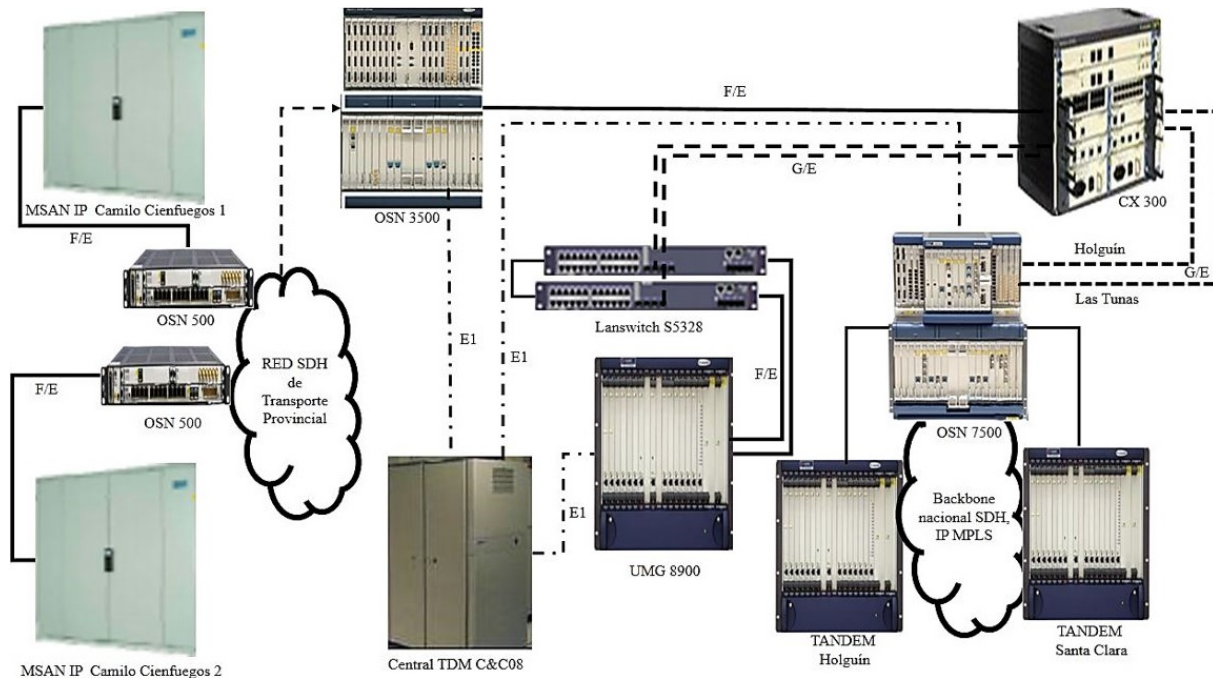 F/E
MSAN IP Camilo Cienfuegos 1
OSN 3500
G/E
CX 300
F/E
OSN 500
RED SDH
de
Transporte
Provincial
F/E
OSN 500
MSAN IP Camilo Cienfuegos 2
E1
E1
Lanswitch S5328
F/E
Holguín
G/E
Las Tunas
OSN 7500
E1
UMG 8900
Central TDM C&C08
Backbone
nacional SDH,
IP MPLS
TANDEM
Holguín
TANDEM
Santa Clara